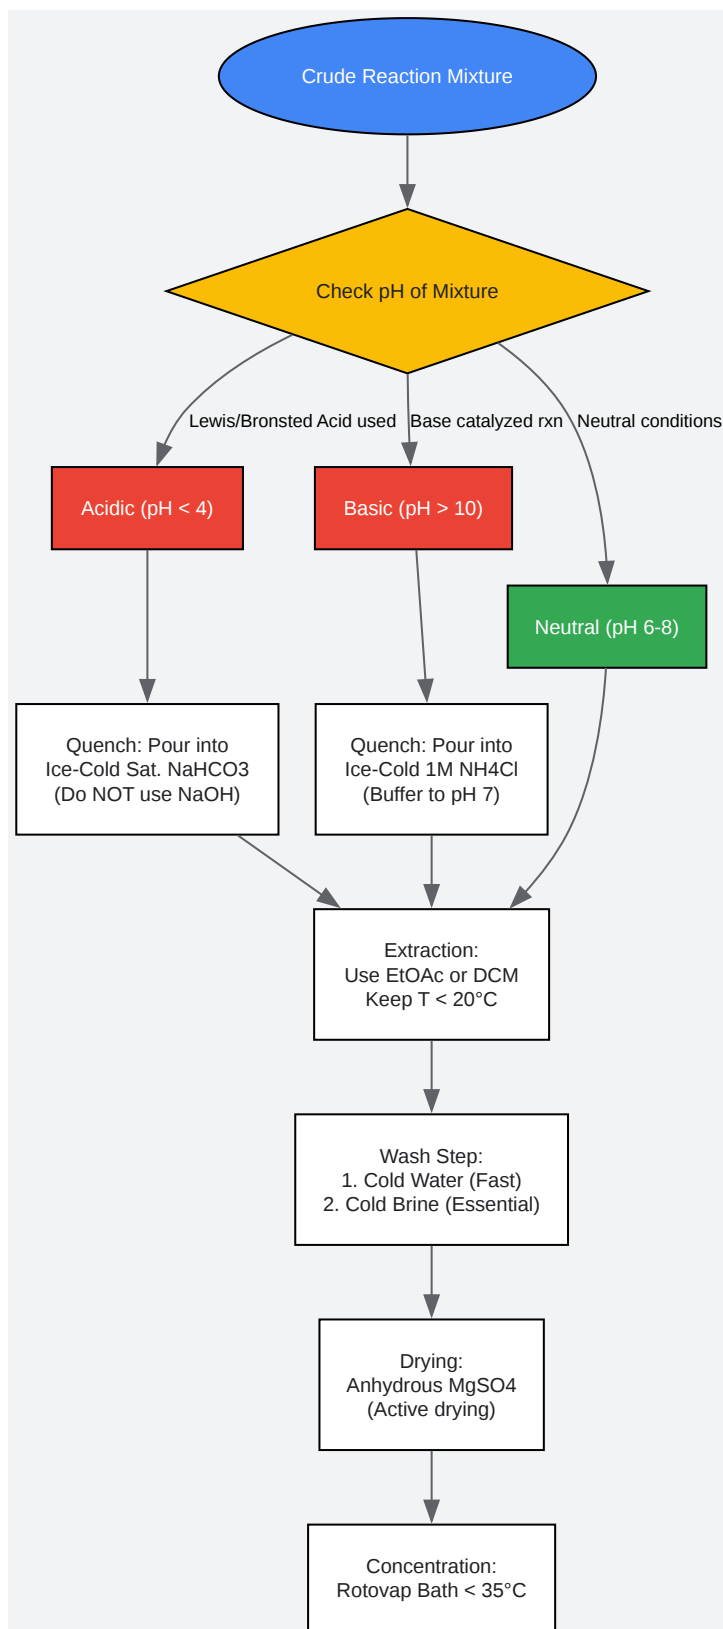 Crude Reaction Mixture
Check pH of Mixture
Lewis/Bronsted Acid used
Base catalyzed rxn
Neutral conditions
Acidic (pH < 4)
Basic (pH > 10)
Neutral (pH 6-8)
Quench: Pour into
Ice-Cold Sat. NaHCO3
(Do NOT use NaOH)
Quench: Pour into
Ice-Cold 1M NH4Cl
(Buffer to pH 7)
Extraction:
Use EtOAc or DCM
Keep T < 20°C
Wash Step:
1. Cold Water (Fast)
2. Cold Brine (Essential)
Drying:
Anhydrous MgSO4
(Active drying)
Concentration:
Rotovap Bath < 35°C